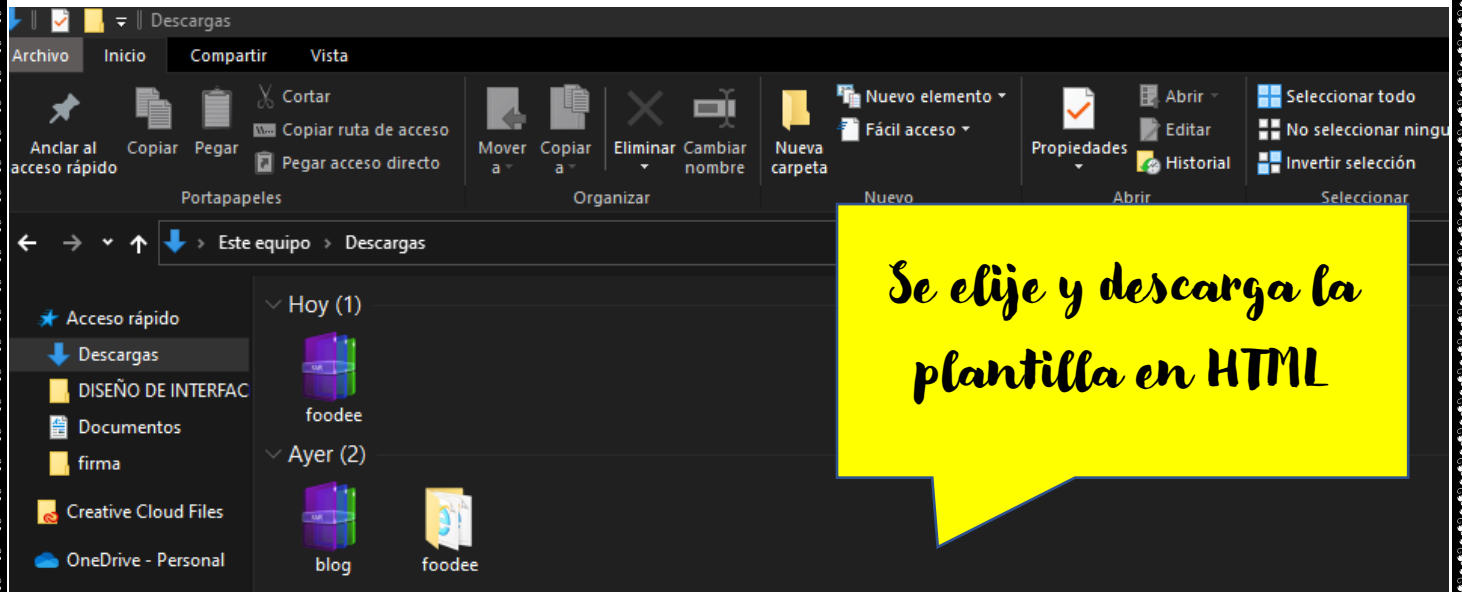 Descargas
Archivo Inicio Compartir Vista
Anclar al acceso rápido
Copiar
Pegar
Cortar
Copiar ruta de acceso
Pegar acceso directo
Portapapeles
Mover a
Copiar a
Eliminar
Cambiar nombre
Organizar
Nueva carpeta
Nuevo elemento
Fácil acceso
Nuevo
Propiedades
Abrir
Editar
Historial
Abrir
Seleccionar todo
No seleccionar ningu
Invertir selección
Seleccionar
Este equipo > Descargas
Se elije y descarga la
plantilla en HTML
Acceso rápido
Descargas
DISEÑO DE INTERFAC
Documentos
firma
Creative Cloud Files
OneDrive - Personal
Hoy (1)
foodee
Ayer (2)
blog
foodee